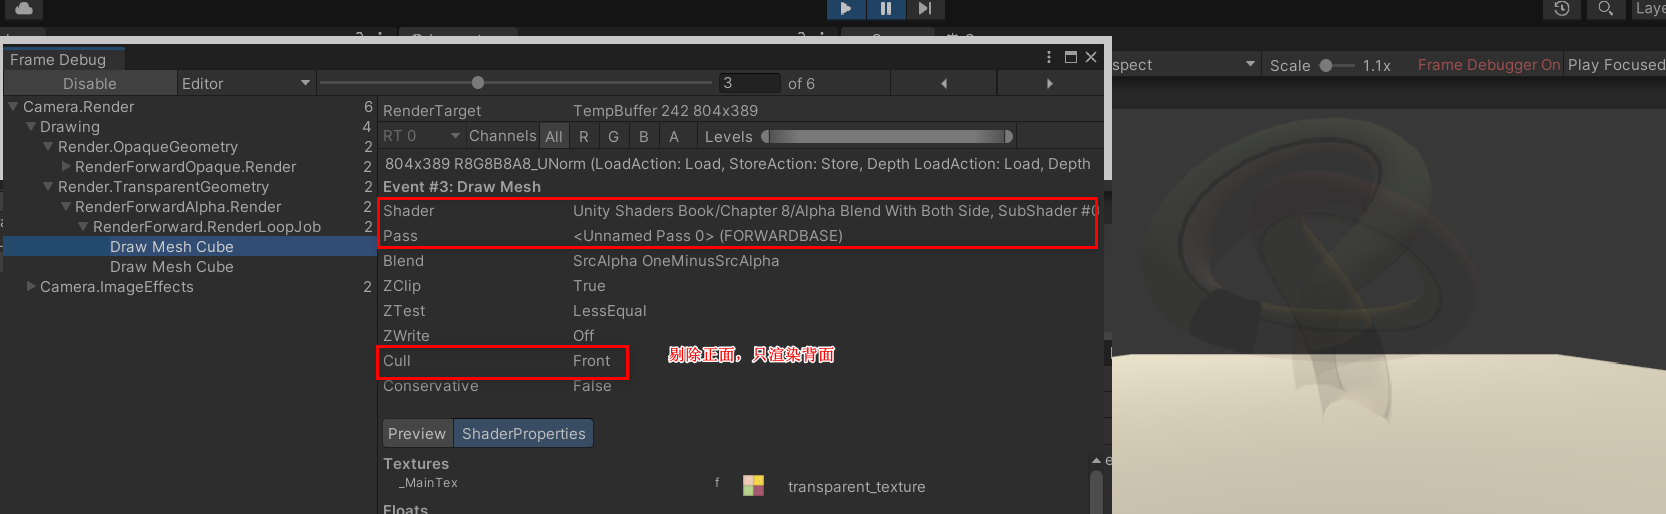 Laye
Frame Debug
Disable
Editor
3
of 6
spect
Scale
1.1x
Frame Debugger On
Play Focused
Camera.Render
6
Drawing
4
Render.OpaqueGeometry
2
RenderForwardOpaque.Render
2
Render.TransparentGeometry
2
RenderForwardAlpha.Render
2
RenderForward.RenderLoopJob
2
Draw Mesh Cube
Draw Mesh Cube
Camera.ImageEffects
2
RenderTarget
TempBuffer 242 804x389
RT 0
Channels
All
R
G
B
A
Levels
804x389 R8G8B8A8_UNorm (LoadAction: Load, StoreAction: Store, Depth LoadAction: Load, Depth
Event #3: Draw Mesh
Shader
Unity Shaders Book/Chapter 8/Alpha Blend With Both Side, SubShader #0
Pass
<Unnamed Pass 0> (FORWARDBASE)
Blend
SrcAlpha OneMinusSrcAlpha
ZClip
True
ZTest
LessEqual
ZWrite
Off
Cull
Front
剔除正面，只渲染背面
Conservative
False
Preview
ShaderProperties
Textures
_MainTex
f
transparent_texture
Floats